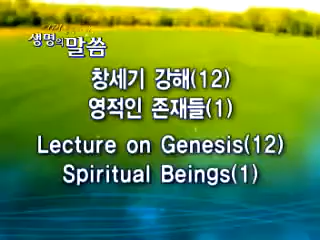 생명의 말씀
창세기 강해(12)
영적인 존재들(1)
Lecture on Genesis(12)
Spiritual Beings(1)